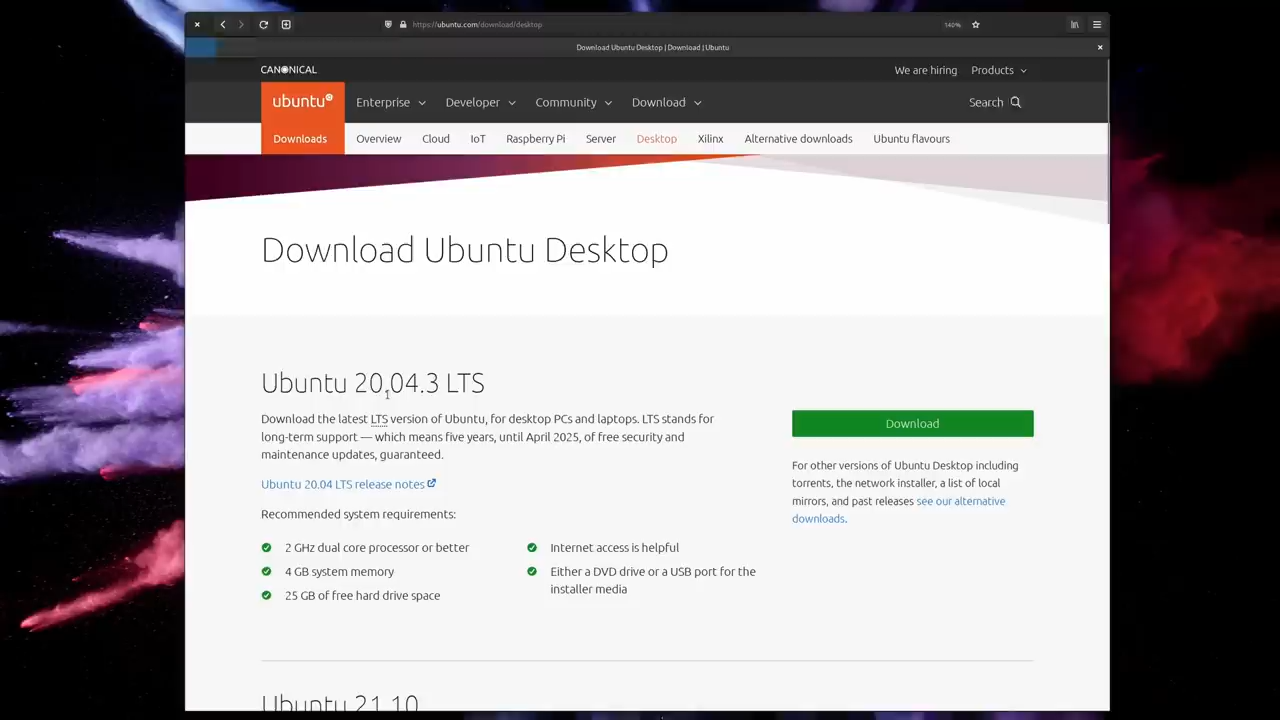 https://ubuntu.com/download/desktop
140%
Download Ubuntu Desktop | Download | Ubuntu
CANONICAL
We are hiring
Products
ubuntu
Enterprise
Developer
Community
Download
Search
Downloads
Overview
Cloud
IoT
Raspberry Pi
Server
Desktop
Xilinx
Alternative downloads
Ubuntu flavours
Download Ubuntu Desktop
Ubuntu 20.04.3 LTS
Download the latest LTS version of Ubuntu, for desktop PCs and laptops. LTS stands for
long-term support — which means five years, until April 2025, of free security and
maintenance updates, guaranteed.
Ubuntu 20.04 LTS release notes
Recommended system requirements:
2 GHz dual core processor or better
4 GB system memory
25 GB of free hard drive space
Internet access is helpful
Either a DVD drive or a USB port for the
installer media
Download
For other versions of Ubuntu Desktop including
torrents, the network installer, a list of local
mirrors, and past releases see our alternative
downloads.
Ubuntu 21.10